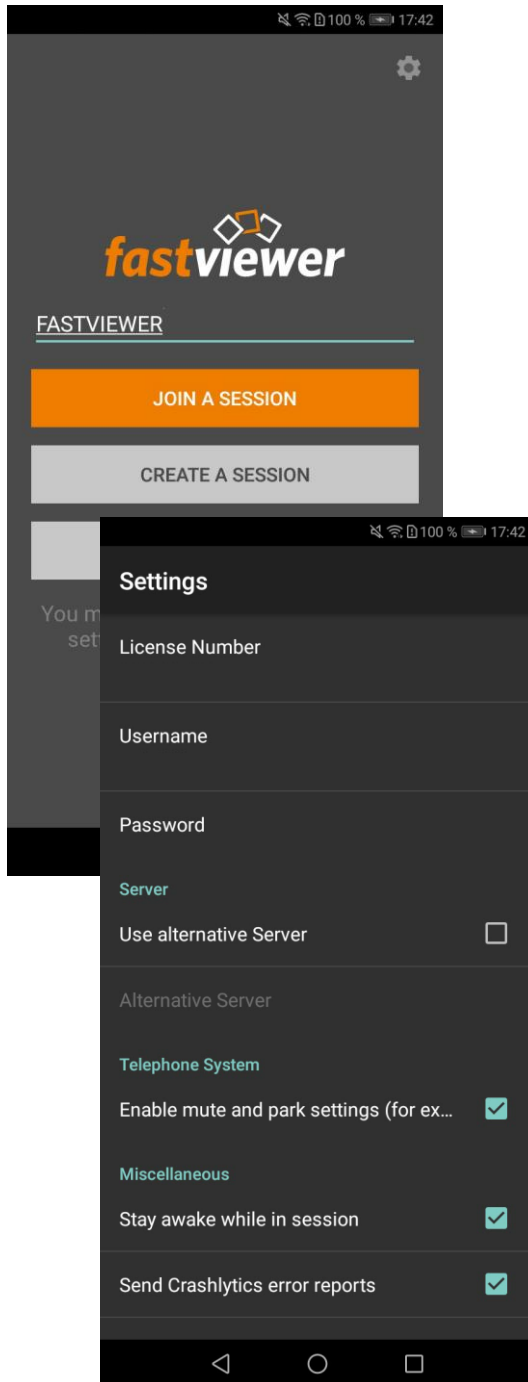 100 % 17:42
fastviewer
FASTVIEWER
JOIN A SESSION
CREATE A SESSION
You m
set
100 % 17:42
Settings
License Number
Username
Password
Server
Use alternative Server
Alternative Server
Telephone System
Enable mute and park settings (for ex...
Miscellaneous
Stay awake while in session
Send Crashlytics error reports